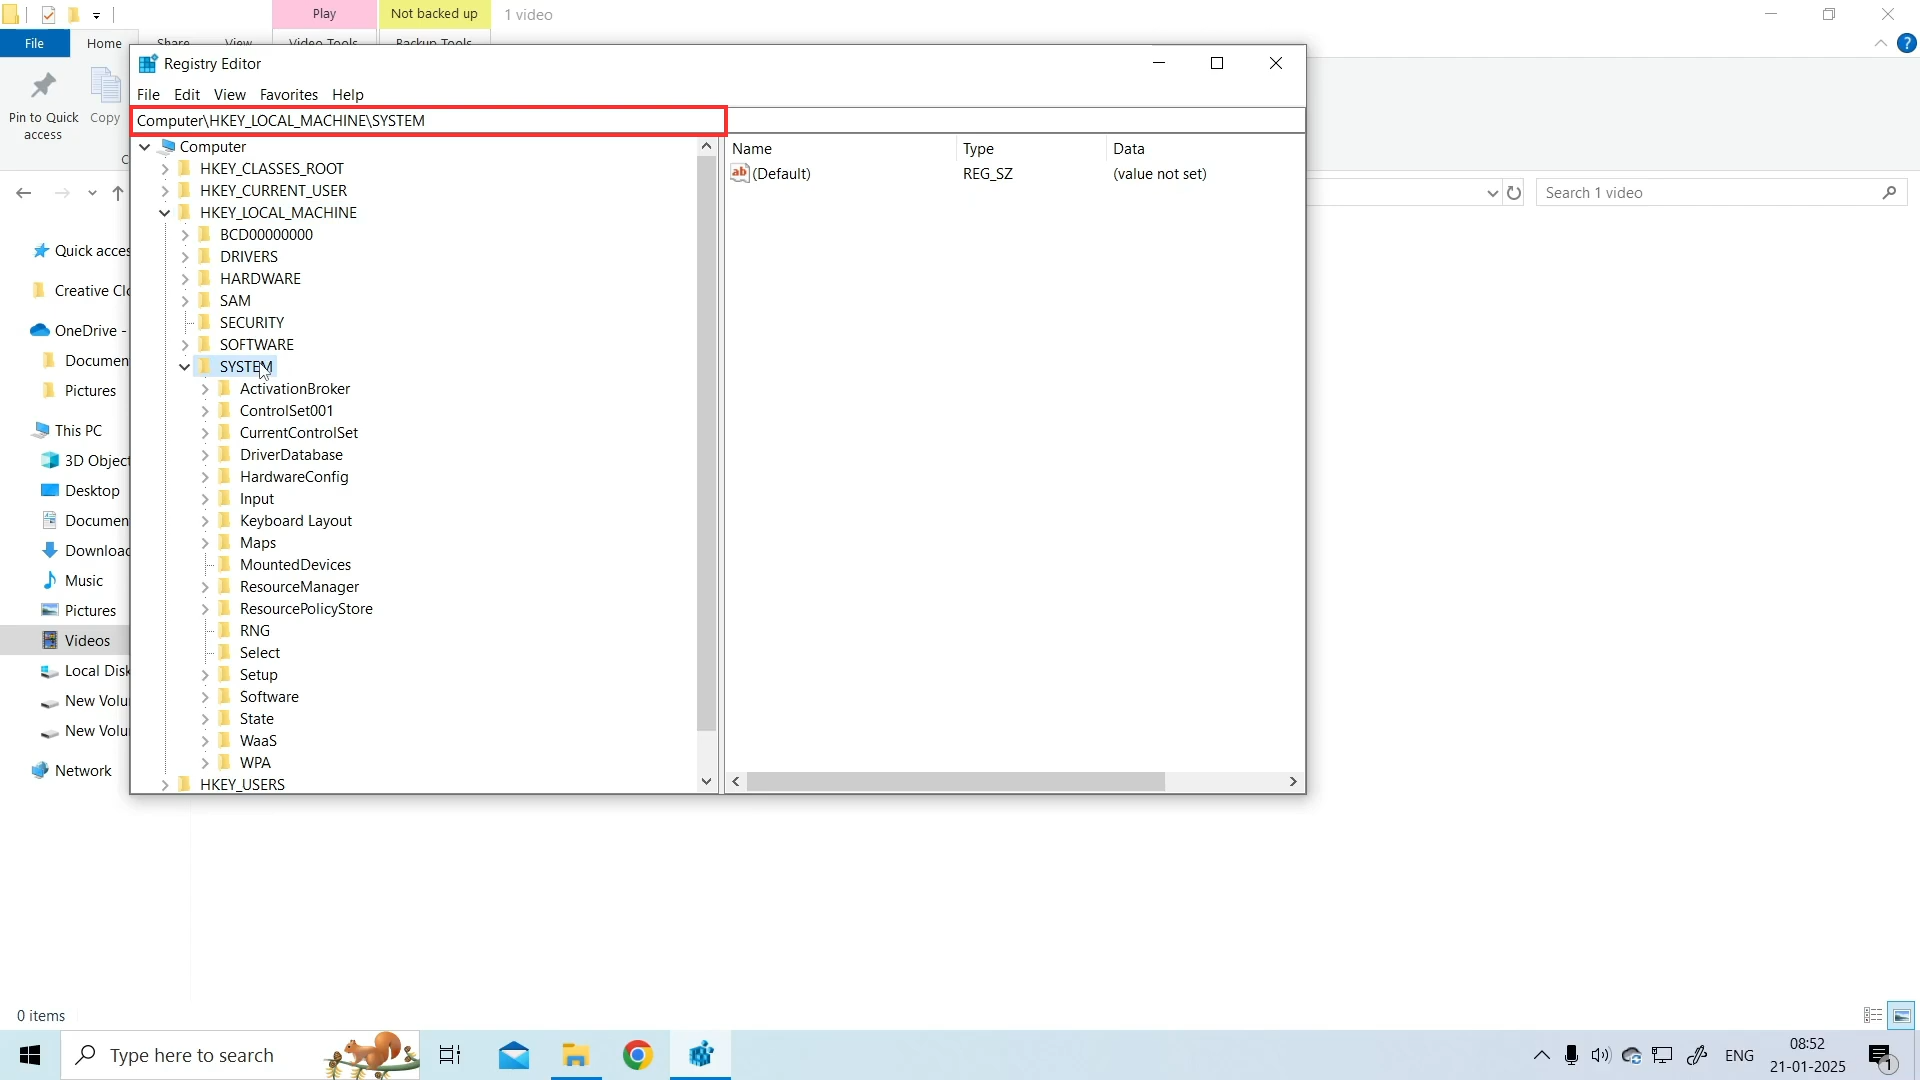 Play
Not backed up
1 video
File
Home
Share
View
Video Tools
Backup Tools
Pin to Quick
access
Copy
Registry Editor
File Edit View Favorites Help
Computer\HKEY_LOCAL_MACHINE\SYSTEM
Computer
HKEY_CLASSES_ROOT
HKEY_CURRENT_USER
HKEY_LOCAL_MACHINE
BCD00000000
DRIVERS
HARDWARE
SAM
SECURITY
SOFTWARE
SYSTEM
ActivationBroker
ControlSet001
CurrentControlSet
DriverDatabase
HardwareConfig
Input
Keyboard Layout
Maps
MountedDevices
ResourceManager
ResourcePolicyStore
RNG
Select
Setup
Software
State
WaaS
WPA
HKEY_USERS
Name Type Data
ab (Default) REG_SZ (value not set)
Search 1 video
Quick acces
Creative Clo
OneDrive -
Documen
Pictures
This PC
3D Object
Desktop
Documen
Download
Music
Pictures
Videos
Local Disk
New Volu
New Volu
Network
0 items
Type here to search
ENG
08:52
21-01-2025
1